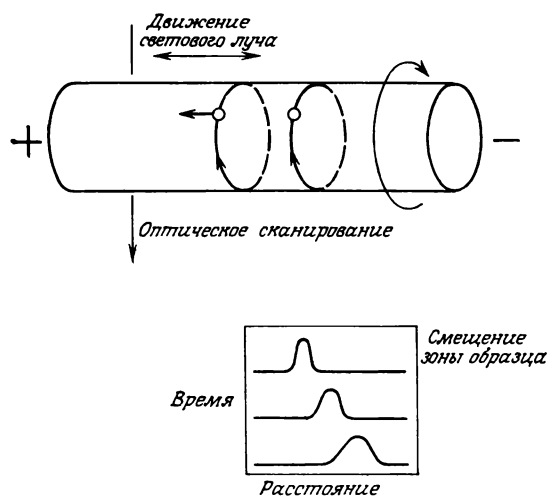 Движение
светового луча
+
−
Оптическое сканирование
Смещение
зоны образца
Время
Расстояние